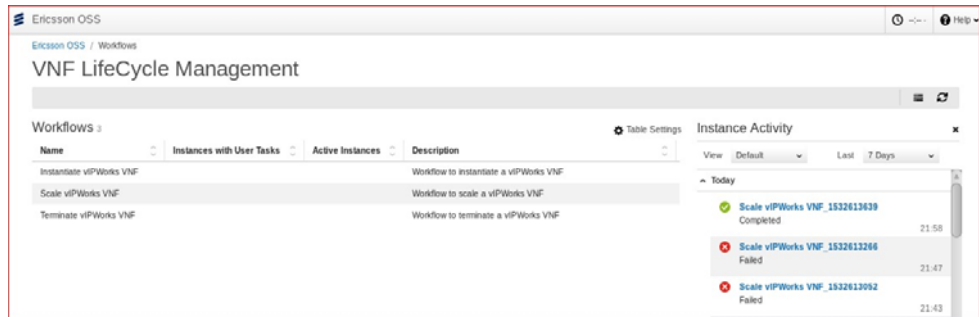 Ericsson OSS
--:-- Help
Ericsson OSS / Workflows
VNF LifeCycle Management
Workflows 3
Table Settings
Name Instances with User Tasks Active Instances Description
Instantiate vIPWorks VNF Workflow to instantiate a vIPWorks VNF
Scale vIPWorks VNF Workflow to scale a vIPWorks VNF
Terminate vIPWorks VNF Workflow to terminate a vIPWorks VNF
Instance Activity
View Default Last 7 Days
Today
Scale vIPWorks VNF_1532613639
Completed
21:58
Scale vIPWorks VNF_1532613266
Failed
21:47
Scale vIPWorks VNF_1532613052
Failed
21:43